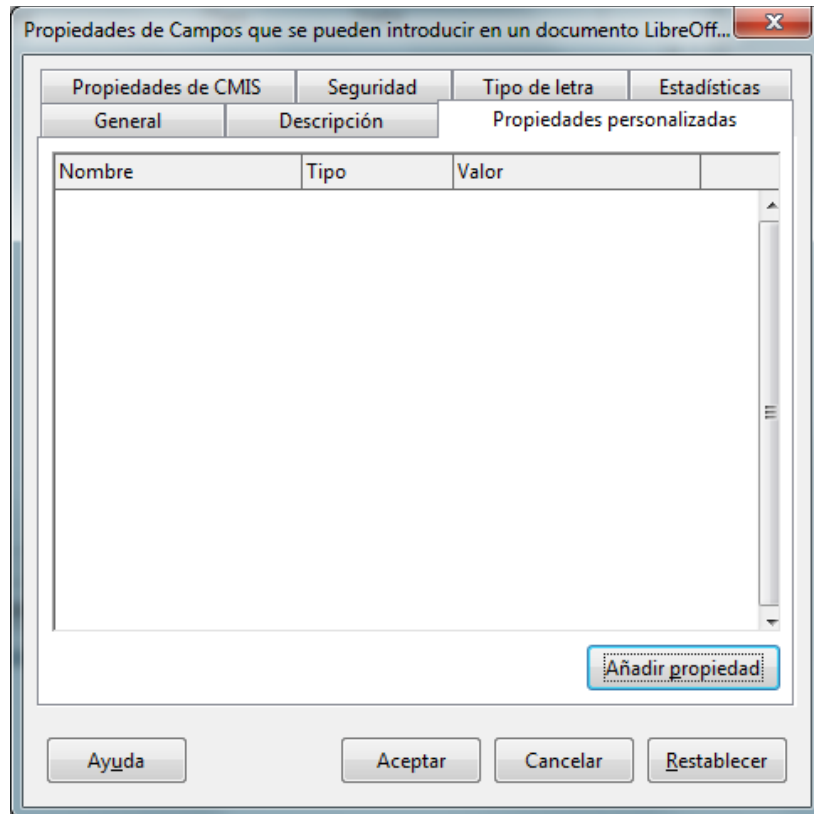 Propiedades de Campos que se pueden introducir en un documento LibreOff...
Propiedades de CMIS Seguridad Tipo de letra Estadísticas
General Descripción Propiedades personalizadas
Nombre Tipo Valor
Añadir propiedad
Ayuda Aceptar Cancelar Restablecer